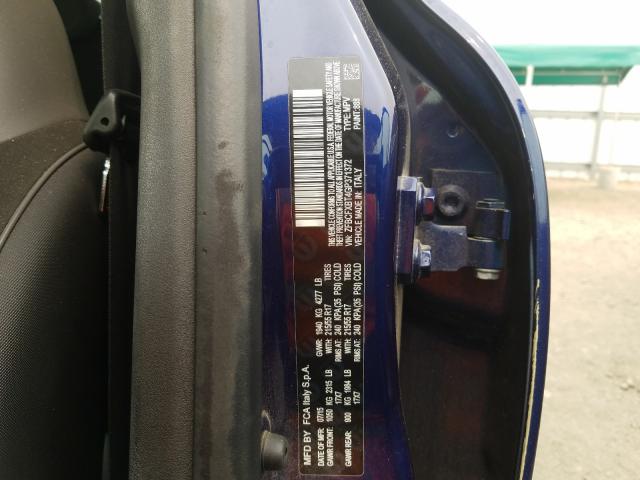 MFD BY FCA Italy S.p.A.
DATE OF MFR: 07/15 GVWR: 1940 KG 4277 LB
GAWR FRONT: 1050 KG 2315 LB WITH: 215/55 R17 TIRES
17X7 RIMS AT: 240 KPA(35 PSI) COLD
GAWR REAR: 900 KG 1984 LB WITH: 215/55 R17 TIRES
17X7 RIMS AT: 240 KPA(35 PSI) COLD
THIS VEHICLE CONFORMS TO ALL APPLICABLE U.S.A. FEDERAL MOTOR VEHICLE SAFETY AND
THEFT PREVENTION STANDARDS IN EFFECT ON THE DATE OF MANUFACTURE SHOWN ABOVE
VIN: ZFBCFXBT4GP371372 TYPE: MPV
VEHICLE MADE IN: ITALY PAINT: 888